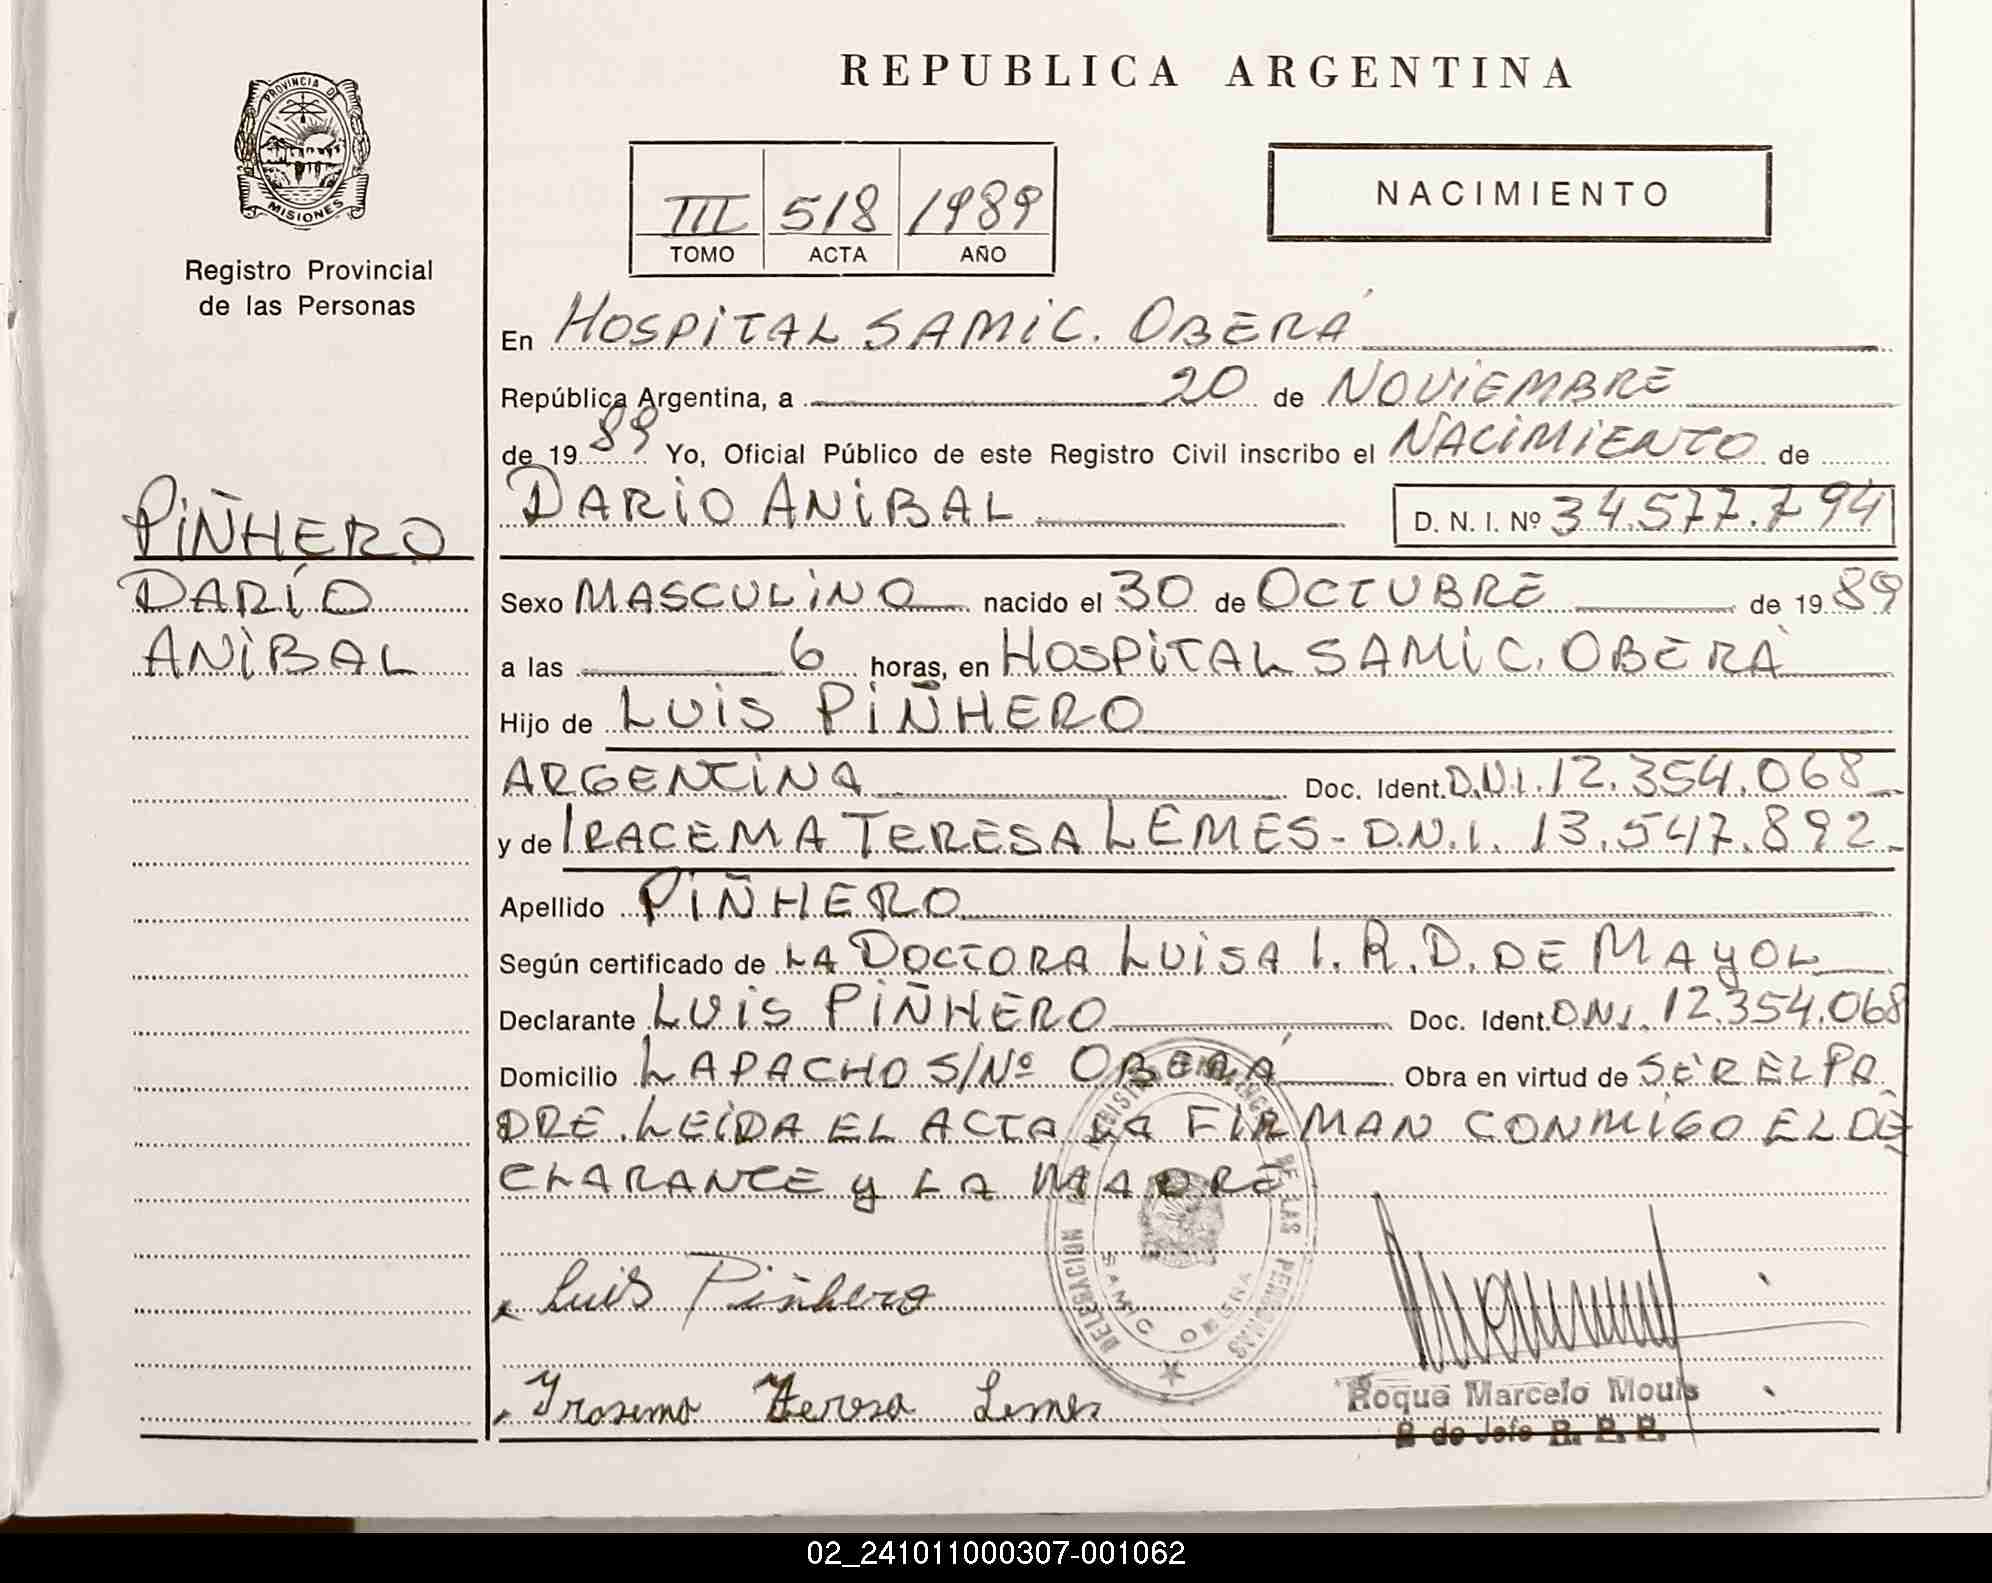 REPUBLICA ARGENTINA
PROVINCIA D
MISIONES
Registro Provincial
de las Personas
III 518 1989
TOMO ACTA AÑO
NACIMIENTO
En HOSPITAL SAMIC. OBERÁ
República Argentina, a 20 de NOVIEMBRE
de 1989 Yo, Oficial Público de este Registro Civil inscribo el NACIMIENTO de
DARIO ANIBAL
D. N. I. Nº 34.577.794
PIÑHERO
DARÍO
ANIBAL
Sexo MASCULINO nacido el 30 de OCTUBRE de 1989
a las 6 horas, en HOSPITAL SAMIC. OBERÁ
Hijo de LUIS PIÑHERO
ARGENTINA Doc. Ident. D.N.I. 12.354.068
y de IRACEMA TERESA LEMES - D.N.I. 13.547.892-
Apellido PIÑHERO
Según certificado de LA DOCTORA LUISA I. R. D. DE MAYOL
Declarante LUIS PIÑHERO Doc. Ident. DNI. 12.354.068
Domicilio LAPACHO S/Nº OBERÁ Obra en virtud de SER EL PA
DRE. LEIDA EL ACTA LA FIRMAN CONMIGO EL DE
CLARANTE y LA MADRE
Luis Piñhero
DELEGACION DE LAS PERSONAS
SAMIC OBERA
Teresa Lemes
Roque Marcelo Mouls
2 de Jefe R. P. P.
02_241011000307-001062